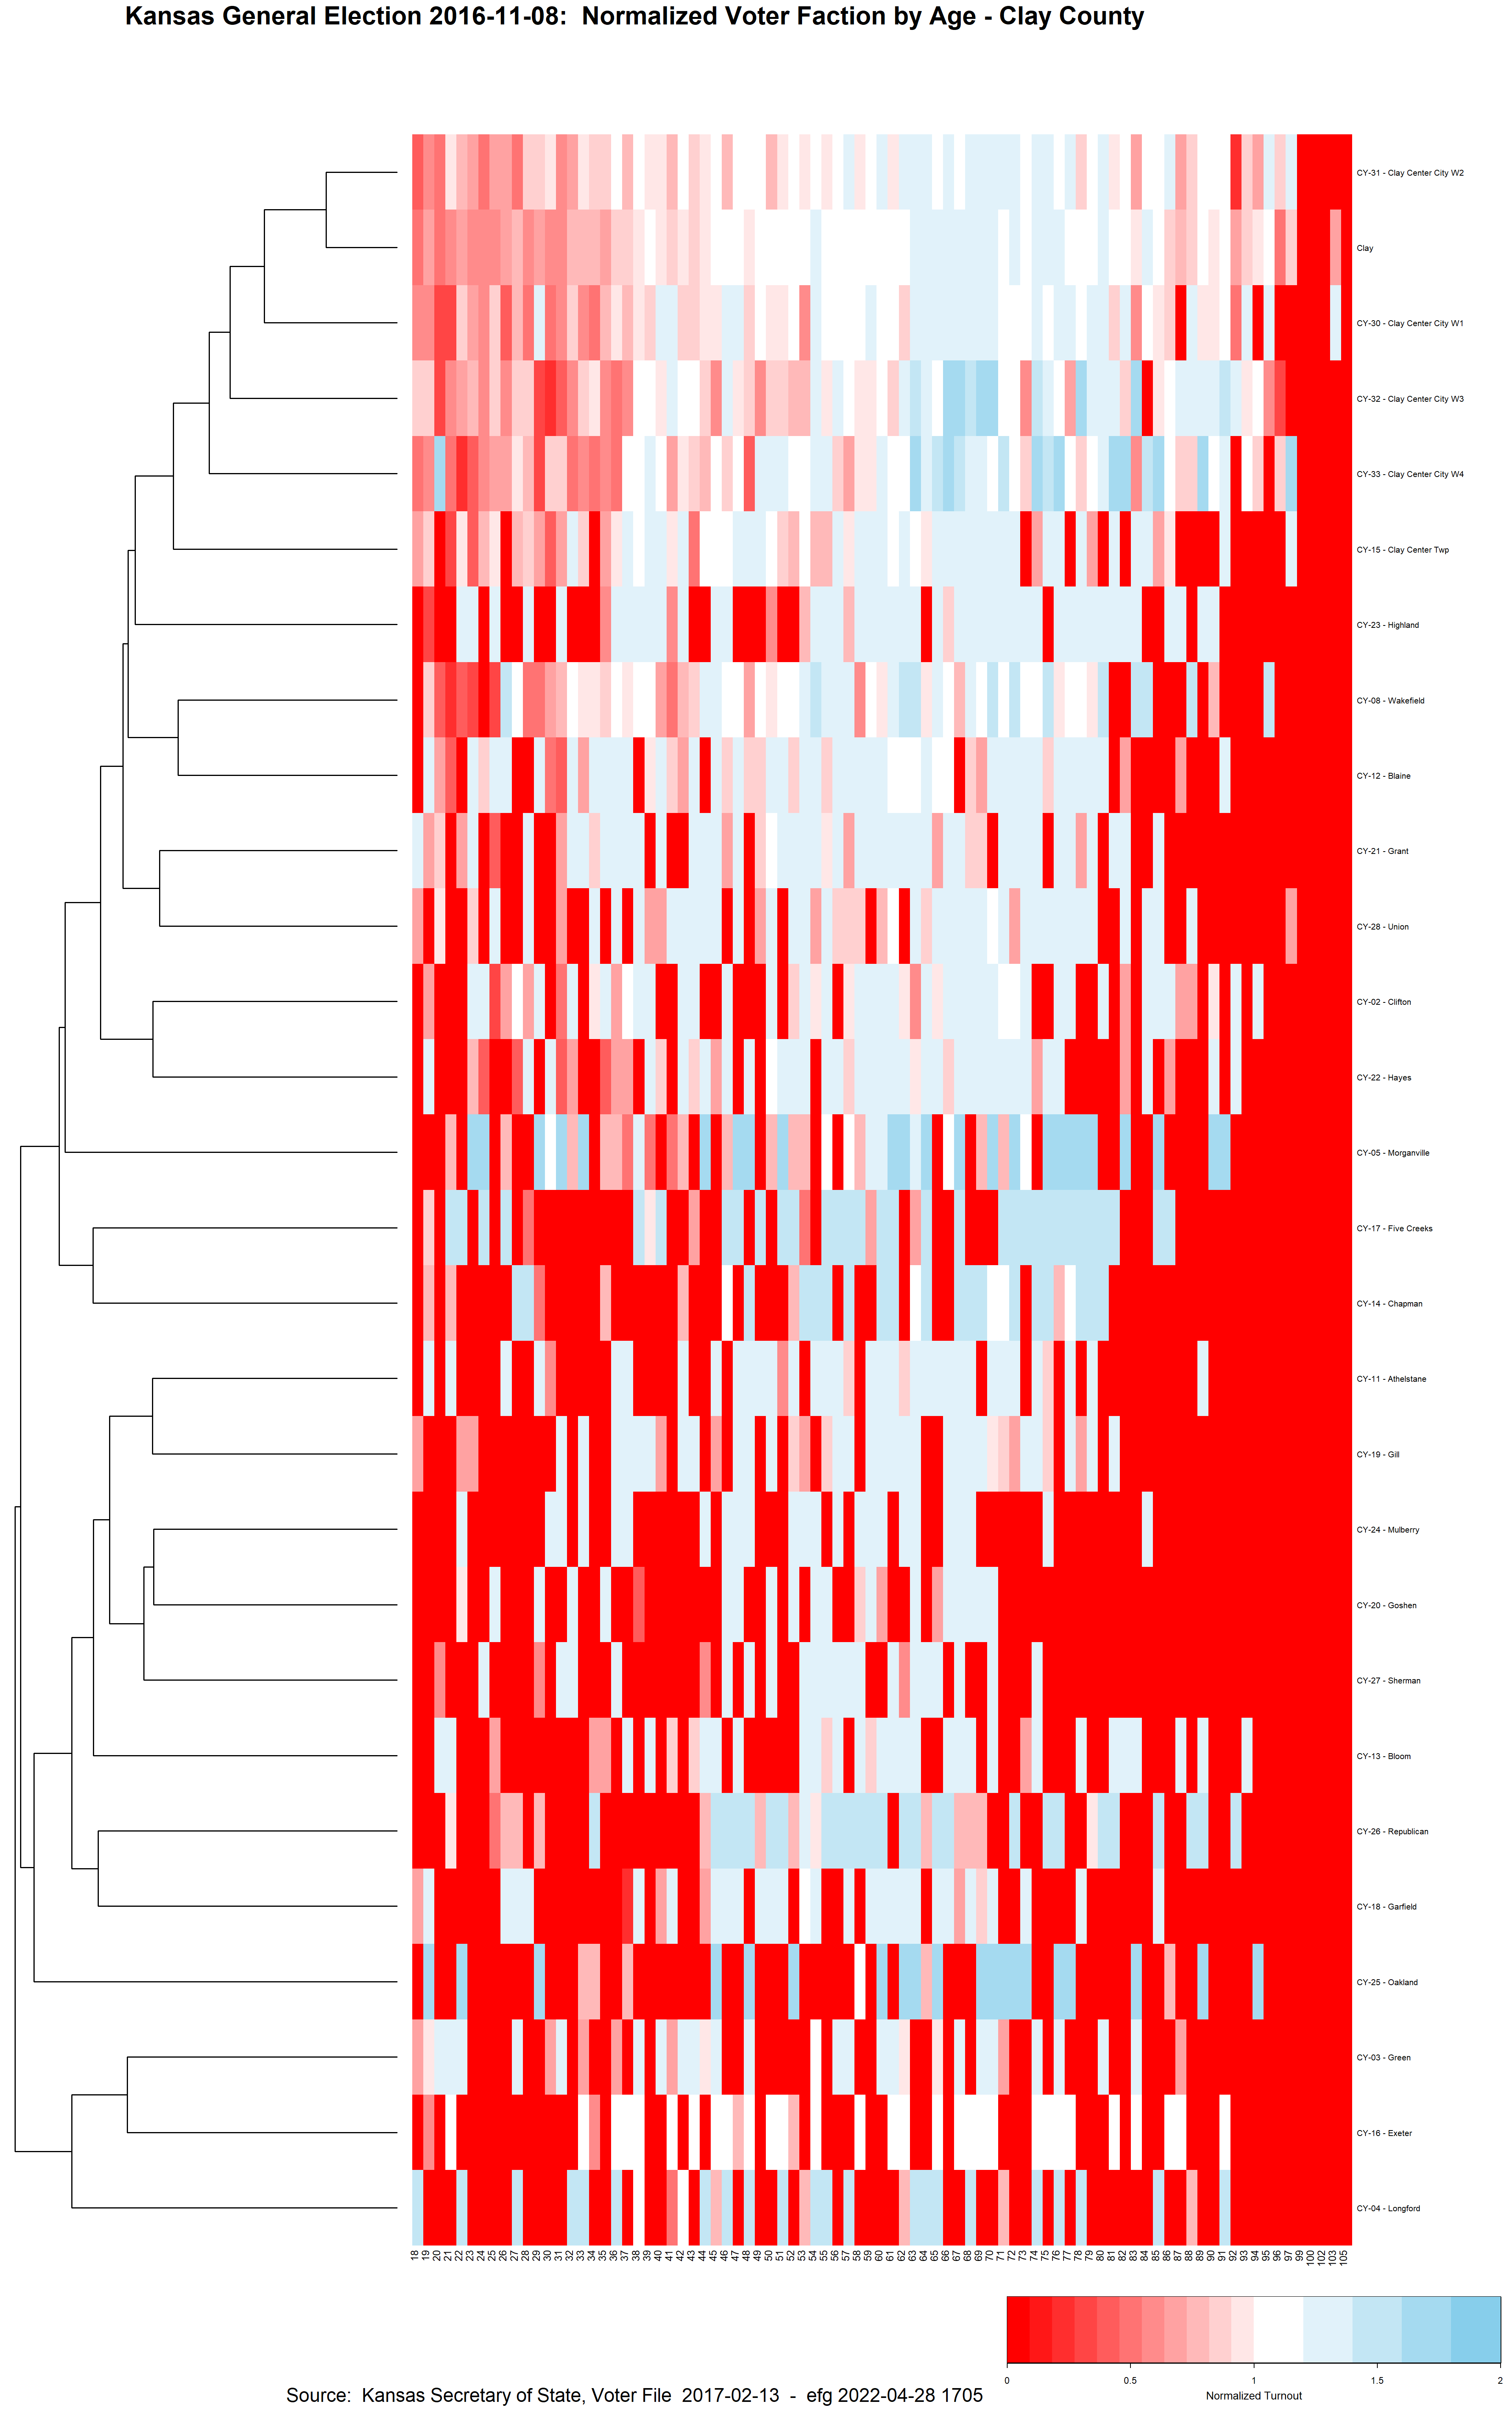 Kansas General Election 2016-11-08:  Normalized Voter Faction by Age - Clay County
CY-31 - Clay Center City W2
Clay
CY-30 - Clay Center City W1
CY-32 - Clay Center City W3
CY-33 - Clay Center City W4
CY-15 - Clay Center Twp
CY-23 - Highland
CY-08 - Wakefield
CY-12 - Blaine
CY-21 - Grant
CY-28 - Union
CY-02 - Clifton
CY-22 - Hayes
CY-05 - Morganville
CY-17 - Five Creeks
CY-14 - Chapman
CY-11 - Athelstane
CY-19 - Gill
CY-24 - Mulberry
CY-20 - Goshen
CY-27 - Sherman
CY-13 - Bloom
CY-26 - Republican
CY-18 - Garfield
CY-25 - Oakland
CY-03 - Green
CY-16 - Exeter
CY-04 - Longford
18 19 20 21 22 23 24 25 26 27 28 29 30 31 32 33 34 35 36 37 38 39 40 41 42 43 44 45 46 47 48 49 50 51 52 53 54 55 56 57 58 59 60 61 62 63 64 65 66 67 68 69 70 71 72 73 74 75 76 77 78 79 80 81 82 83 84 85 86 87 88 89 90 91 92 93 94 95 96 97 99 100 102 103 105
0 0.5 1 1.5 2
Normalized Turnout
Source:  Kansas Secretary of State, Voter File  2017-02-13  -  efg 2022-04-28 1705